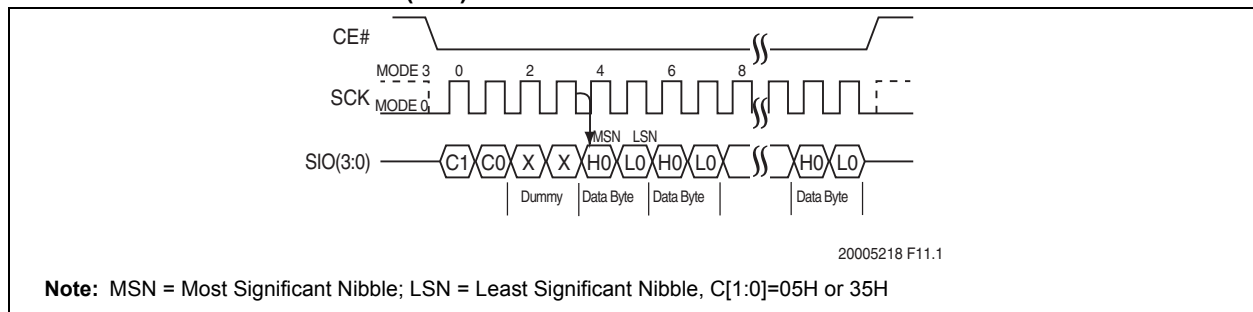 CE#
MODE 3 0 2 4 6 8
SCK
MODE 0
MSN LSN
SIO(3:0) C1 C0 X X H0 L0 H0 L0 H0 L0
Dummy Data Byte Data Byte Data Byte
20005218 F11.1
Note: MSN = Most Significant Nibble; LSN = Least Significant Nibble, C[1:0]=05H or 35H